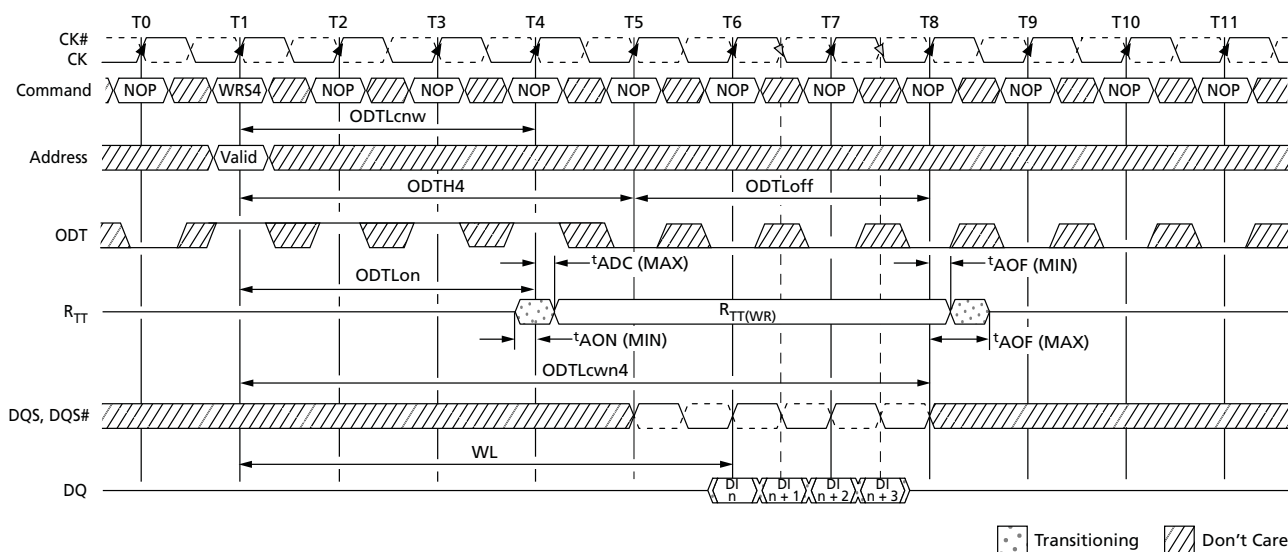 T0 T1 T2 T3 T4 T5 T6 T7 T8 T9 T10 T11
CK#
CK
Command NOP WRS4 NOP NOP NOP NOP NOP NOP NOP NOP NOP NOP
ODTLcnw
Address Valid
ODTH4 ODTLoff
ODT
tADC (MAX) tAOF (MIN)
ODTLon
RTT RTT(WR)
tAON (MIN) tAOF (MAX)
ODTLcwn4
DQS, DQS#
WL
DQ DI n DI n + 1 DI n + 2 DI n + 3
Transitioning Don't Care